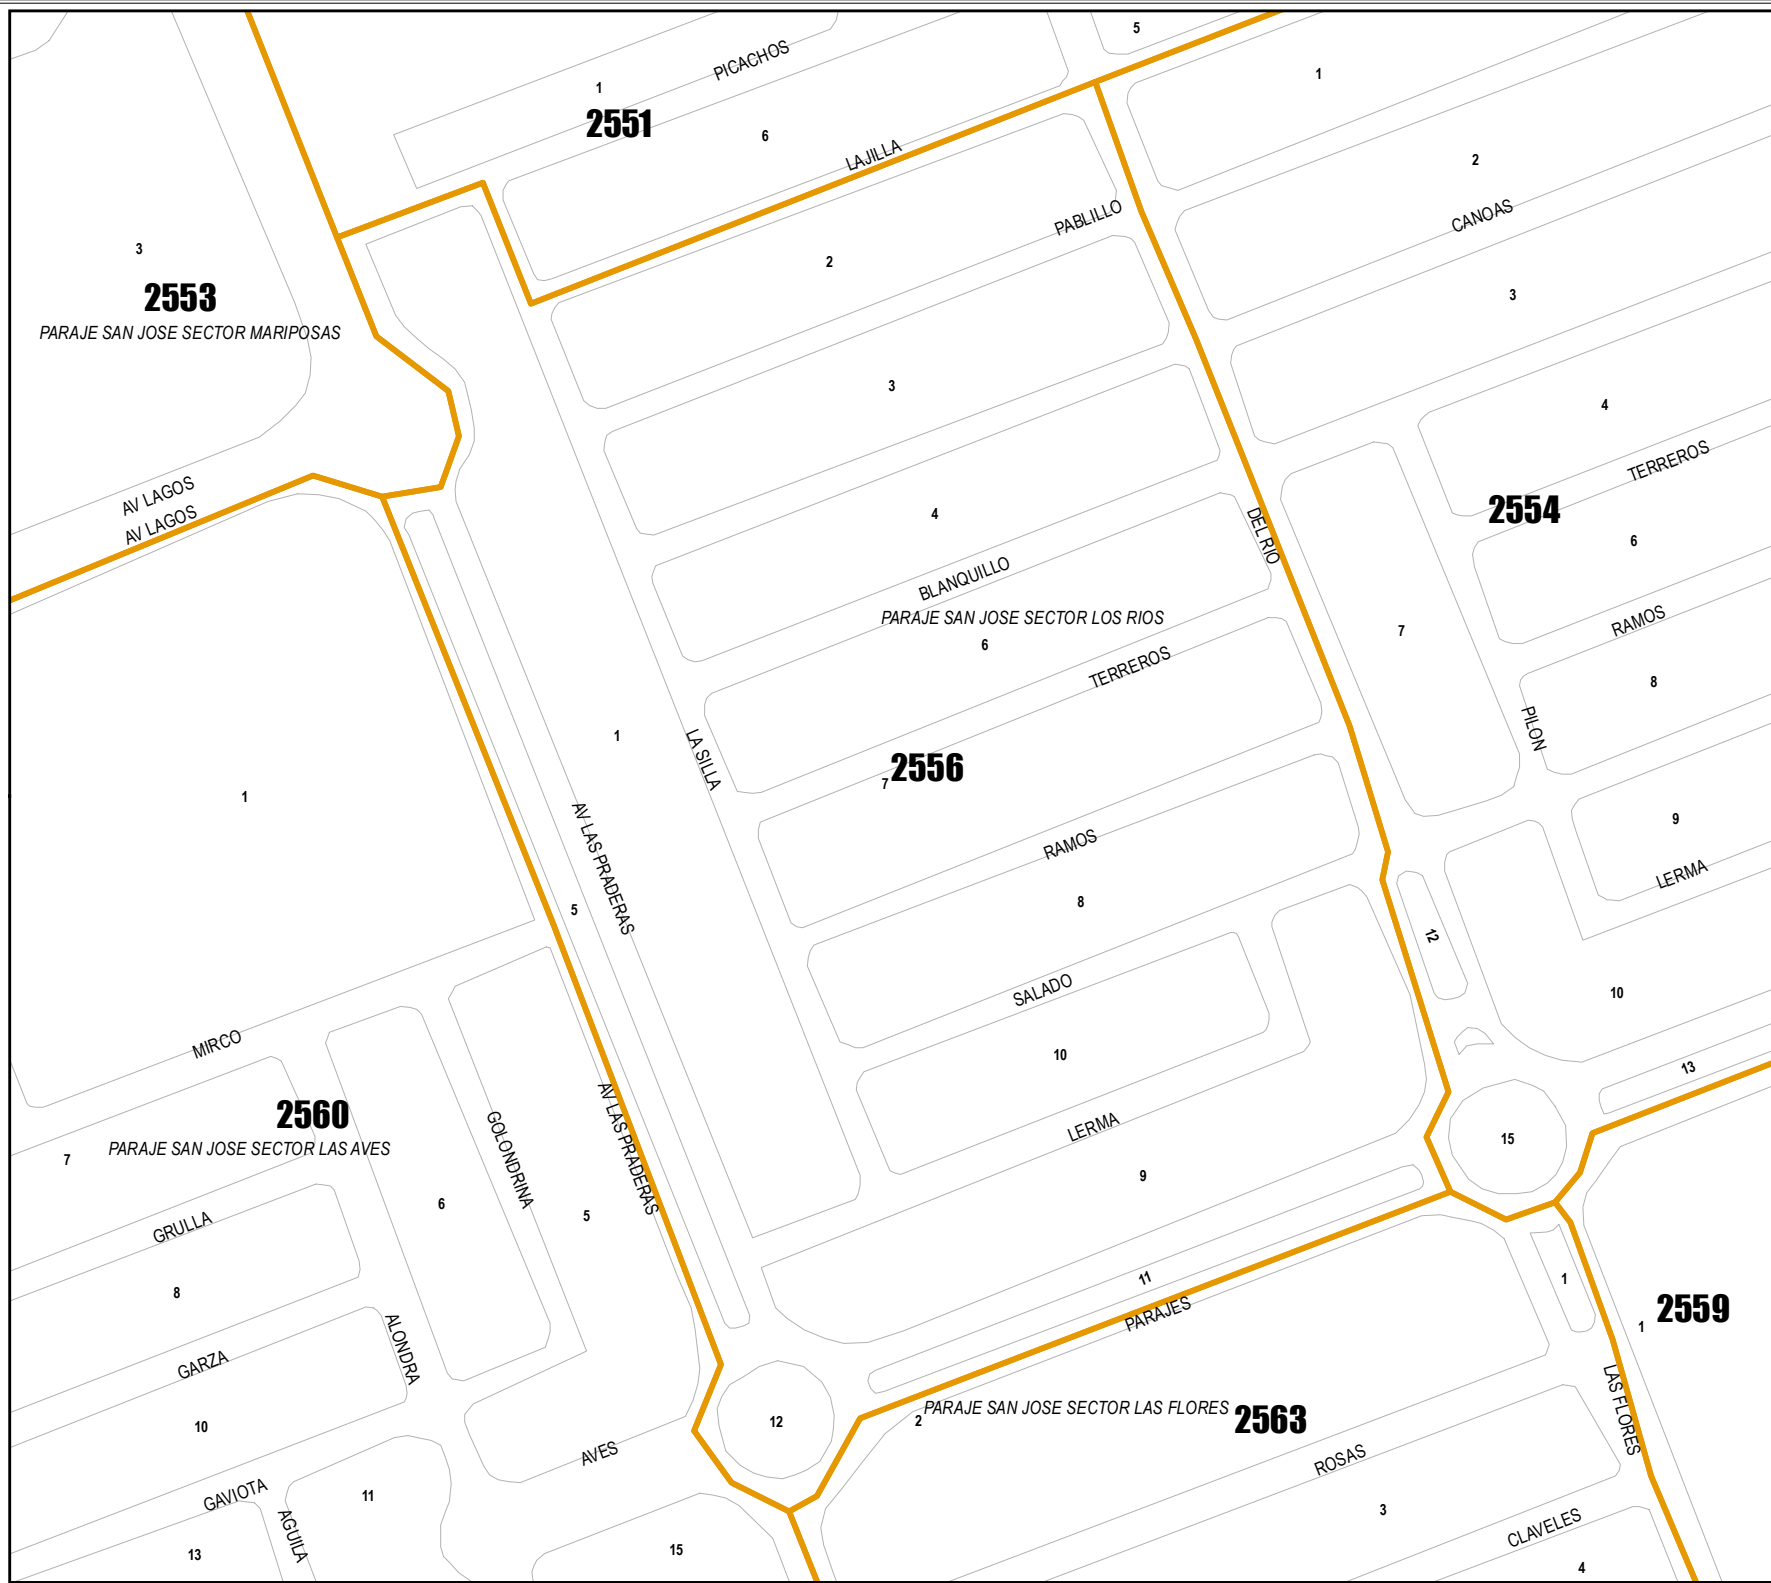 5
PICACHOS
1
1
2551
6
LAJILLA
2
CANOAS
PABLILLO
3
2
2553
3
PARAJE SAN JOSE SECTOR MARIPOSAS
3
4
TERREROS
AV LAGOS
AV LAGOS
2554
4
DEL RIO
6
BLANQUILLO
PARAJE SAN JOSE SECTOR LOS RIOS
6
RAMOS
7
TERREROS
8
PILON
1
LA SILLA
2556
7
1
9
AV LAS PRADERAS
RAMOS
LERMA
8
5
12
SALADO
10
MIRCO
10
13
2560
PARAJE SAN JOSE SECTOR LAS AVES
7
GOLONDRINA
AV LAS PRADERAS
LERMA
15
9
6
5
GRULLA
11
1
8
PARAJES
2559
1
ALONDRA
GARZA
LAS FLORES
PARAJE SAN JOSE SECTOR LAS FLORES
2563
2
12
10
AVES
ROSAS
GAVIOTA
11
3
AGUILA
CLAVELES
13
15
4